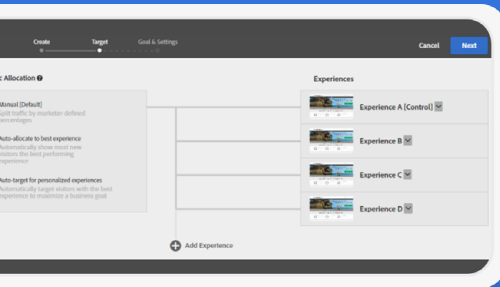 Create Target Goal & Settings
Cancel Next
c Allocation
Experiences
Manual [Default]
Split traffic by marketer defined
percentages
Auto-allocate to best experience
Automatically show most new
visitors the best performing
experience
Auto-target for personalized experiences
Automatically target visitors with the best
experience to maximize a business goal
Experience A [Control]
Experience B
Experience C
Experience D
Add Experience